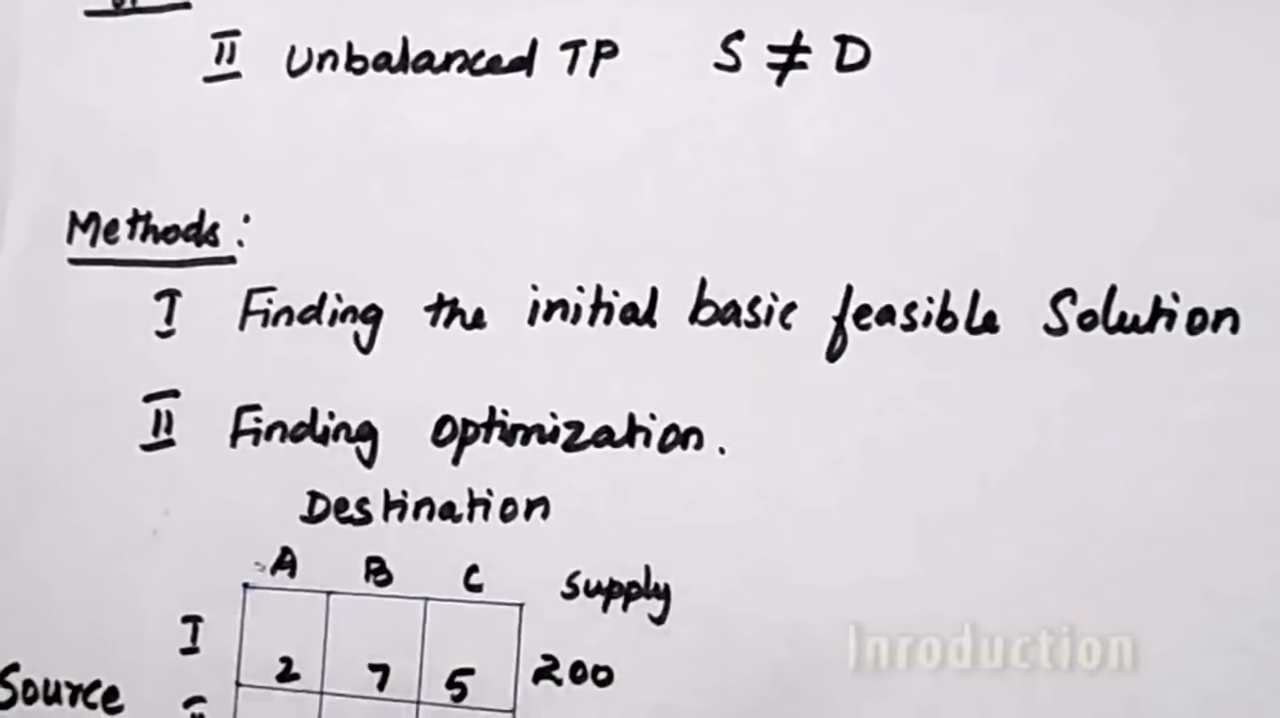 II Unbalanced TP S ≠ D
Methods:
I Finding the initial basic feasible Solution
II Finding Optimization.
Destination
A B C Supply
I 2 7 5 200
Source
Inroduction